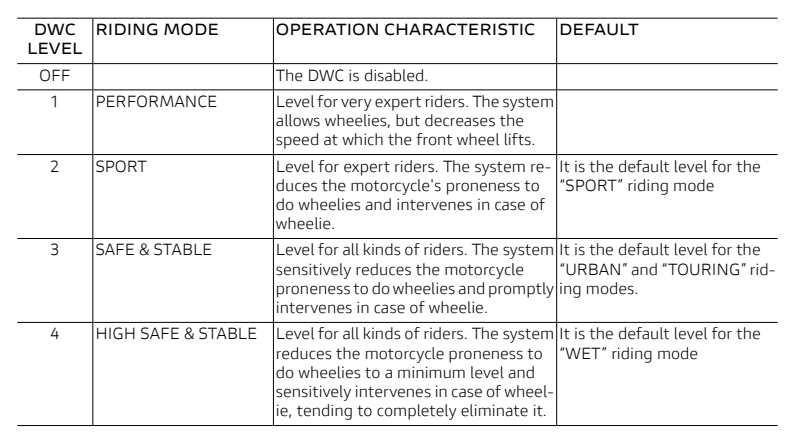 DWC LEVEL RIDING MODE OPERATION CHARACTERISTIC DEFAULT
OFF The DWC is disabled.
1 PERFORMANCE Level for very expert riders. The system
allows wheelies, but decreases the
speed at which the front wheel lifts.
2 SPORT Level for expert riders. The system re-
duces the motorcycle's proneness to
do wheelies and intervenes in case of
wheelie.
It is the default level for the
"SPORT" riding mode
3 SAFE & STABLE Level for all kinds of riders. The system
sensitively reduces the motorcycle
proneness to do wheelies and promptly
intervenes in case of wheelie.
It is the default level for the
"URBAN" and "TOURING" rid-
ing modes.
4 HIGH SAFE & STABLE Level for all kinds of riders. The system
reduces the motorcycle proneness to
do wheelies to a minimum level and
sensitively intervenes in case of wheel-
ie, tending to completely eliminate it.
It is the default level for the
"WET" riding mode